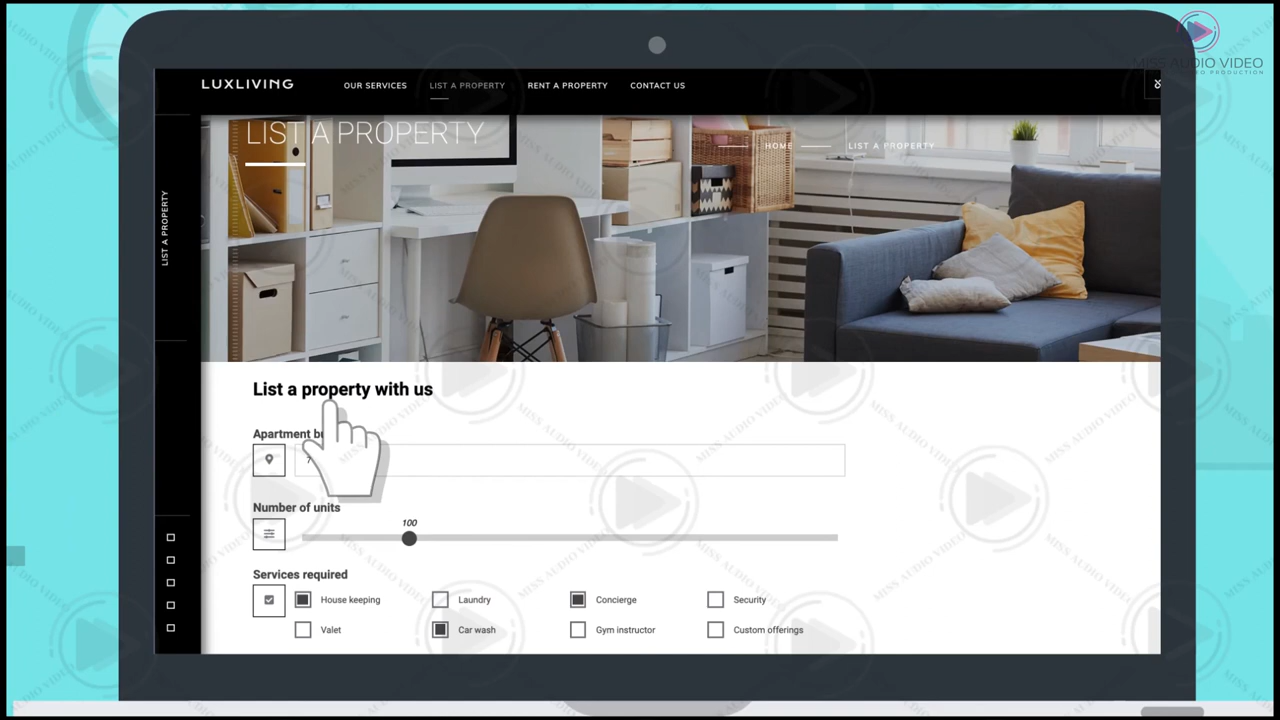 MISS AUDIO VIDEO
VIDEO PRODUCTION
LUXLIVING
OUR SERVICES
LIST A PROPERTY
RENT A PROPERTY
CONTACT US
LIST A PROPERTY
HOME
LIST A PROPERTY
LIST A PROPERTY
List a property with us
Apartment
Number of units
100
Services required
House keeping
Laundry
Concierge
Security
Valet
Car wash
Gym instructor
Custom offerings